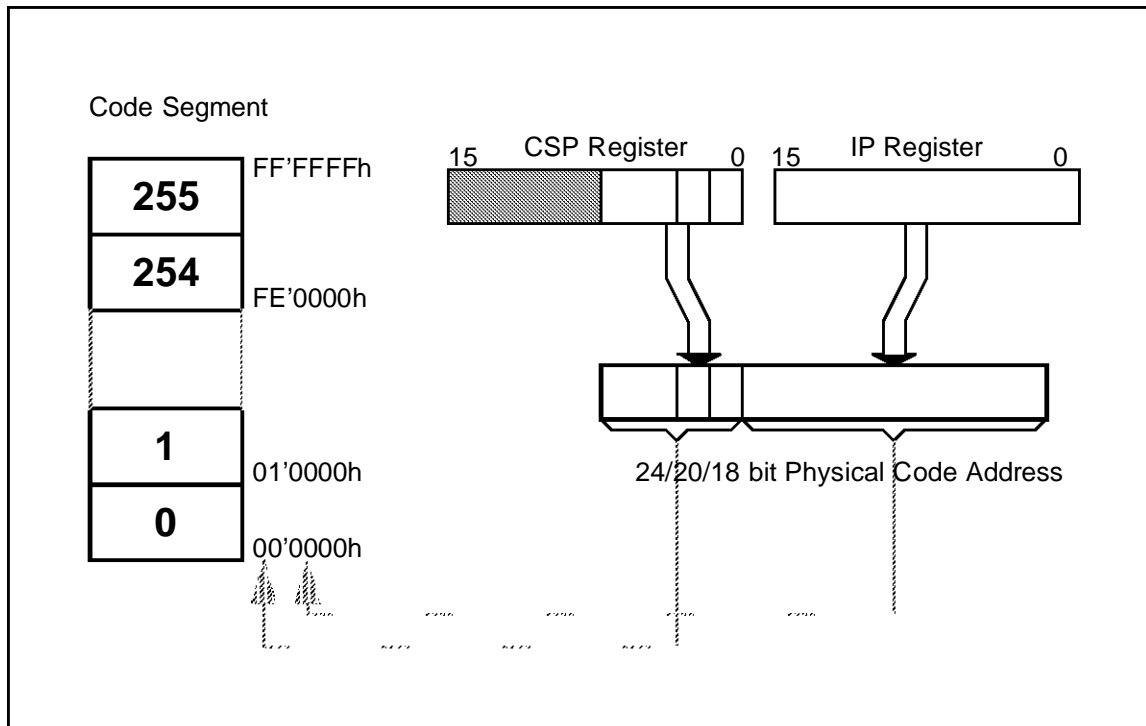 Code Segment
FF'FFFFh
255
254
FE'0000h
1
01'0000h
0
00'0000h
15 CSP Register 0
15 IP Register 0
24/20/18 bit Physical Code Address